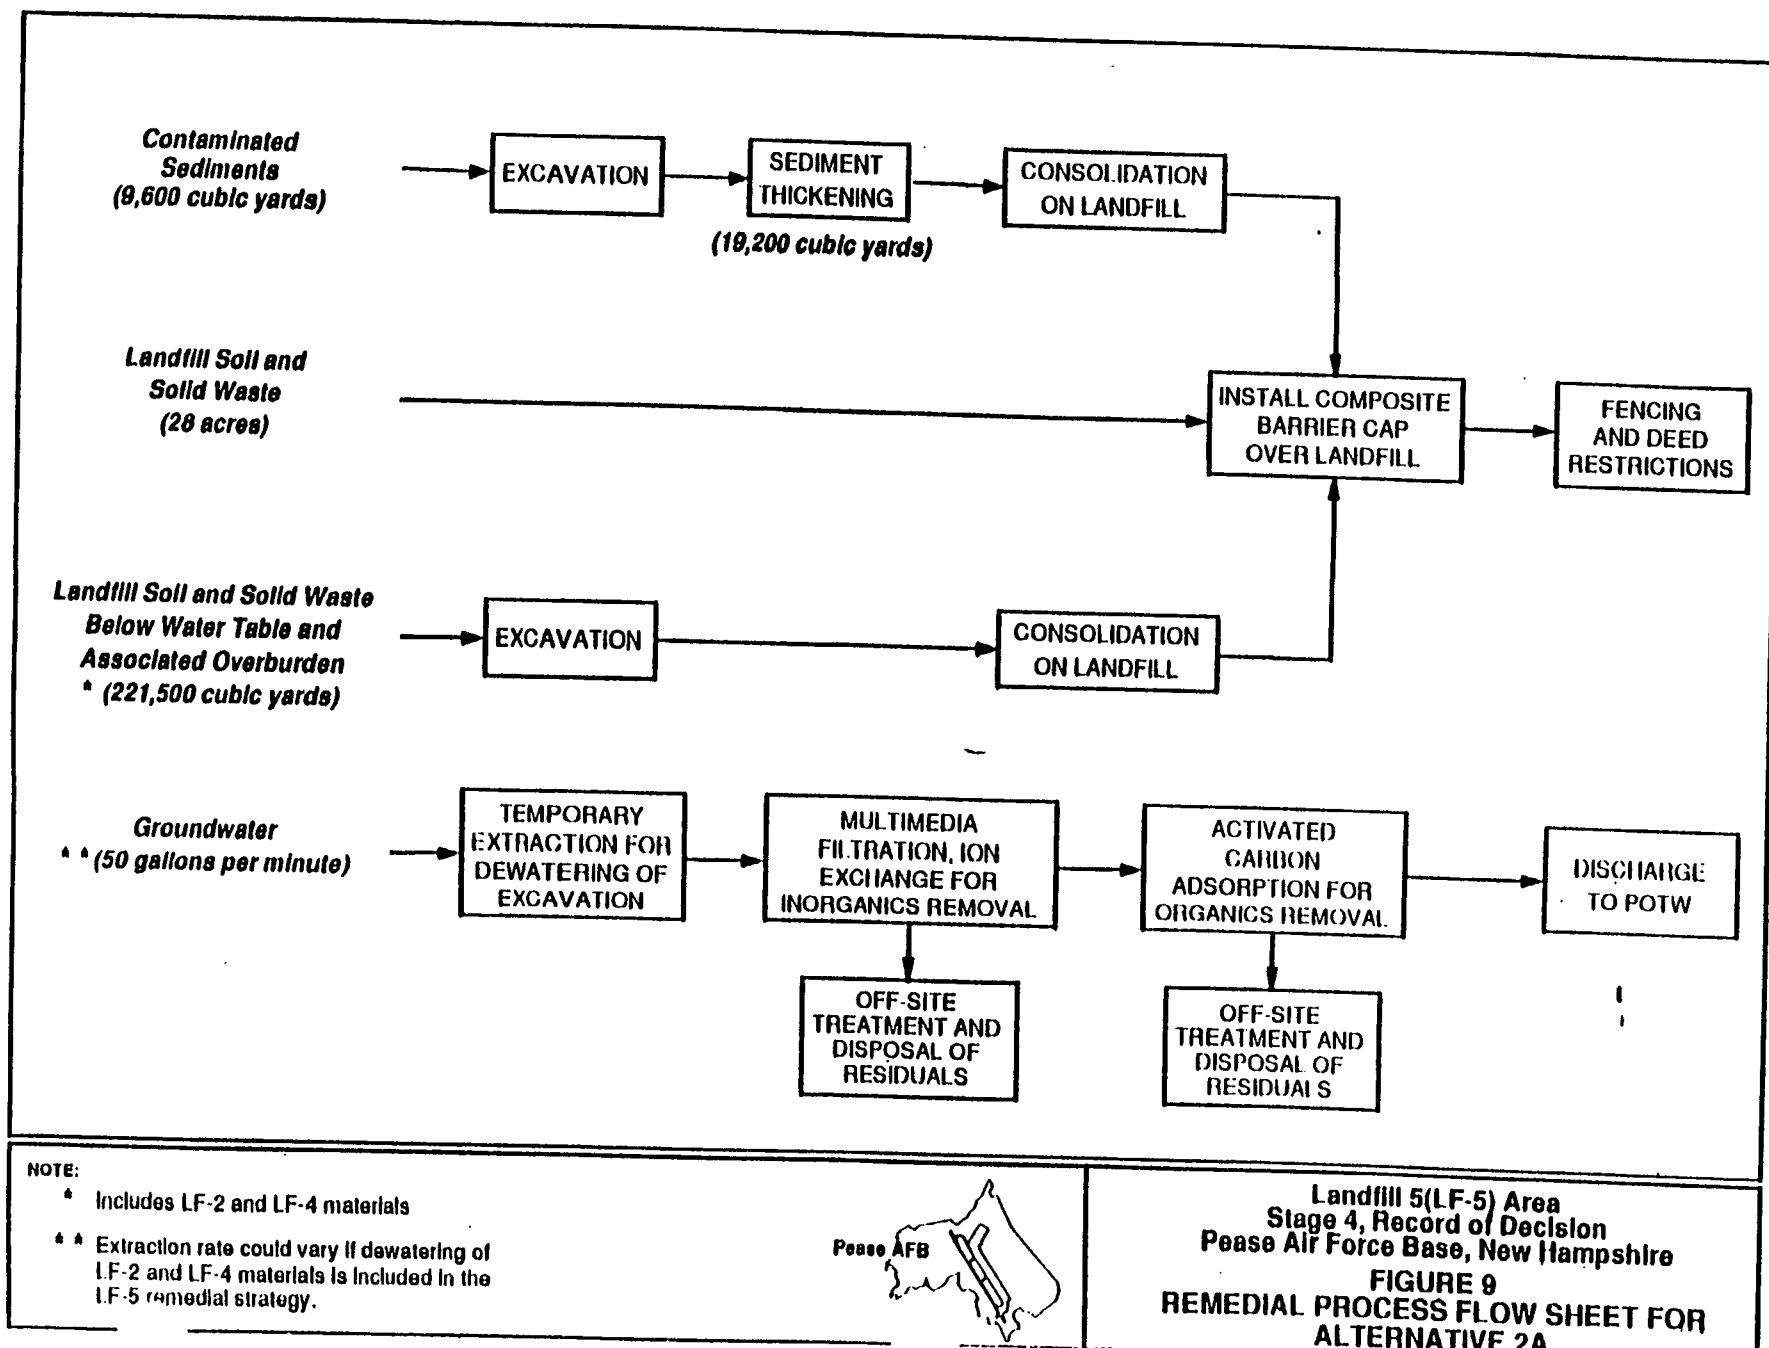 Contaminated
Sediments
(9,600 cubic yards)
EXCAVATION
SEDIMENT
THICKENING
(19,200 cubic yards)
CONSOLIDATION
ON LANDFILL
Landfill Soil and
Solid Waste
(28 acres)
INSTALL COMPOSITE
BARRIER CAP
OVER LANDFILL
FENCING
AND DEED
RESTRICTIONS
Landfill Soil and Solid Waste
Below Water Table and
Associated Overburden
* (221,500 cubic yards)
EXCAVATION
CONSOLIDATION
ON LANDFILL
Groundwater
* * (50 gallons per minute)
TEMPORARY
EXTRACTION FOR
DEWATERING OF
EXCAVATION
MULTIMEDIA
FILTRATION, ION
EXCHANGE FOR
INORGANICS REMOVAL
ACTIVATED
CARBON
ADSORPTION FOR
ORGANICS REMOVAL
DISCHARGE
TO POTW
OFF-SITE
TREATMENT AND
DISPOSAL OF
RESIDUALS
OFF-SITE
TREATMENT AND
DISPOSAL OF
RESIDUALS
NOTE:
* Includes LF-2 and LF-4 materials
* * Extraction rate could vary if dewatering of
LF-2 and LF-4 materials is included in the
LF-5 remedial strategy.
Pease AFB
Landfill 5(LF-5) Area
Stage 4, Record of Decision
Pease Air Force Base, New Hampshire
FIGURE 9
REMEDIAL PROCESS FLOW SHEET FOR
ALTERNATIVE 2A